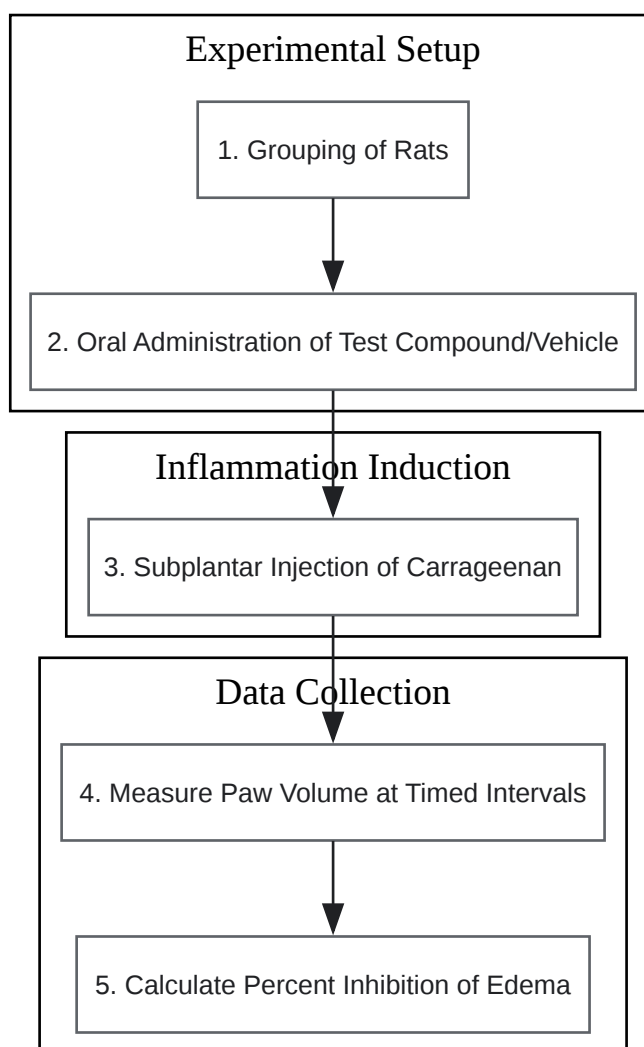 Experimental Setup
1. Grouping of Rats
2. Oral Administration of Test Compound/Vehicle
Inflammation Induction
3. Subplantar Injection of Carrageenan
Data Collection
4. Measure Paw Volume at Timed Intervals
5. Calculate Percent Inhibition of Edema